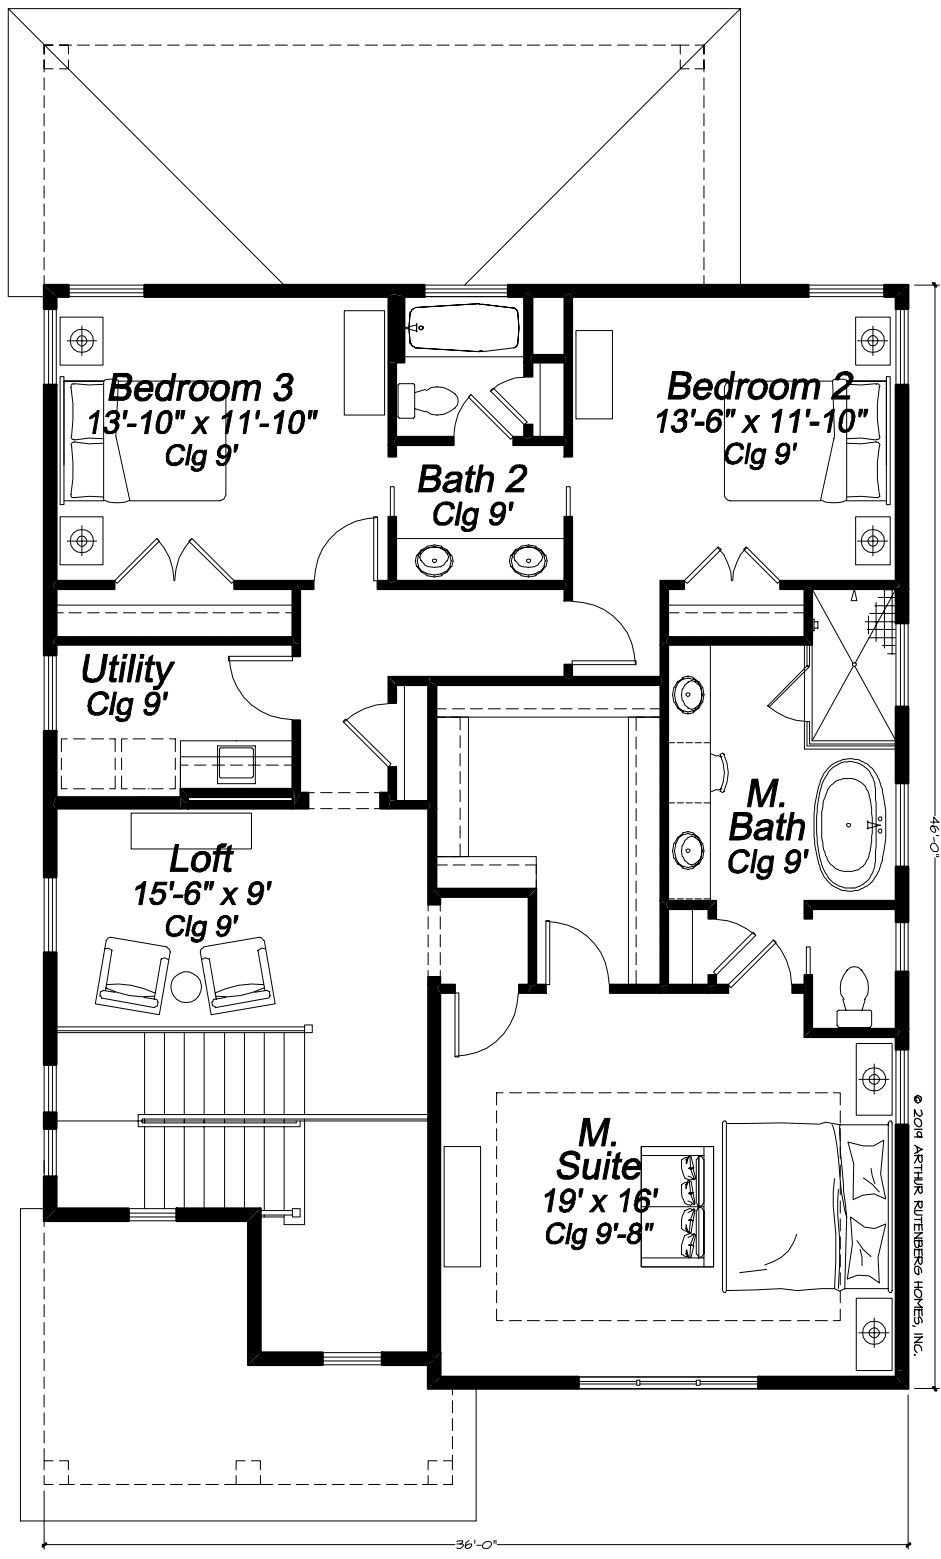 Bedroom 3
13'-10" x 11'-10"
Clg 9'
Bedroom 2
13'-6" x 11'-10"
Clg 9'
Bath 2
Clg 9'
Utility
Clg 9'
M.
Bath
Clg 9'
Loft
15'-6" x 9'
Clg 9'
46'-0"
M.
Suite
19' x 16'
Clg 9'-8"
© 2019 ARTHUR RUTENBERG HOMES, INC.
36'-0"